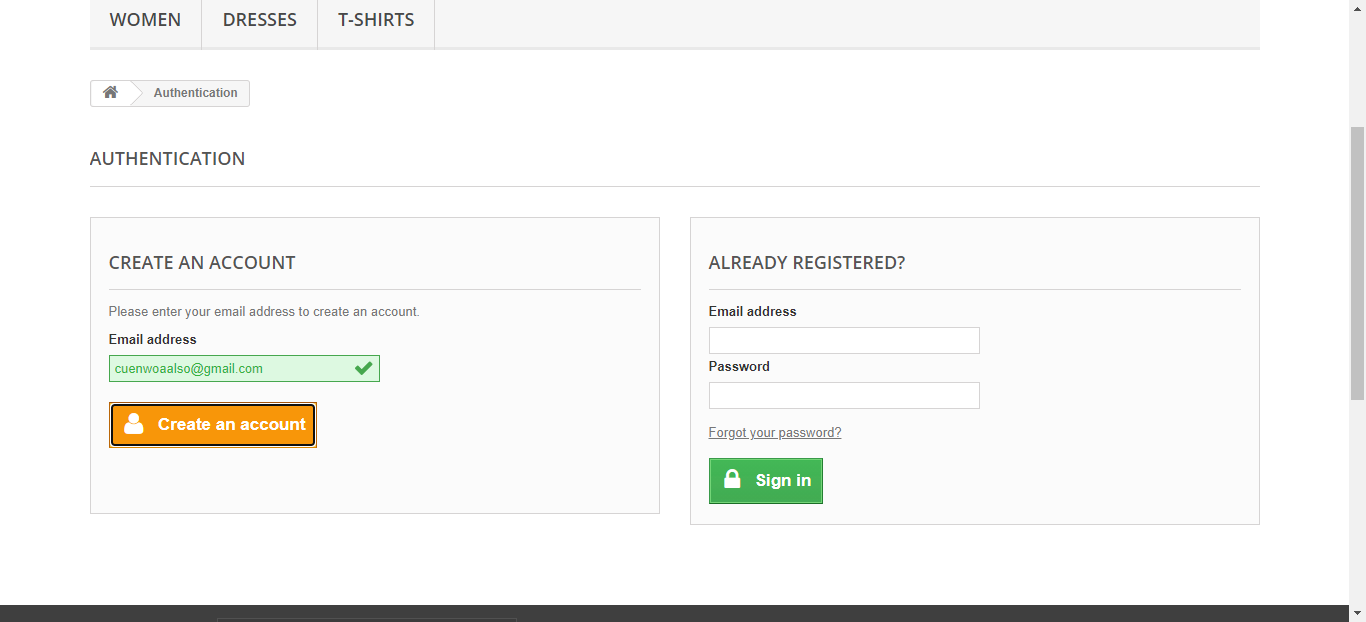 WOMEN DRESSES T-SHIRTS
Authentication
AUTHENTICATION
CREATE AN ACCOUNT
Please enter your email address to create an account.
Email address
cuenwoaalso@gmail.com
Create an account
ALREADY REGISTERED?
Email address
Password
Forgot your password?
Sign in